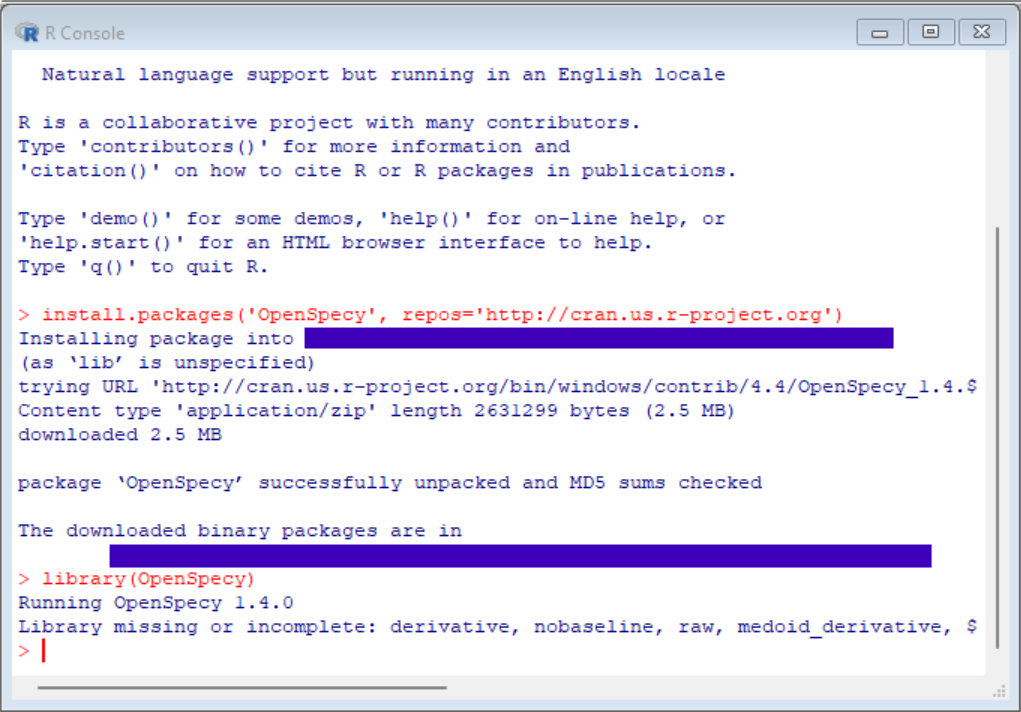 R Console
Natural language support but running in an English locale
R is a collaborative project with many contributors.
Type 'contributors()' for more information and
'citation()' on how to cite R or R packages in publications.
Type 'demo()' for some demos, 'help()' for on-line help, or
'help.start()' for an HTML browser interface to help.
Type 'q()' to quit R.
> install.packages('OpenSpecy', repos='http://cran.us.r-project.org')
Installing package into
(as ‘lib’ is unspecified)
trying URL 'http://cran.us.r-project.org/bin/windows/contrib/4.4/OpenSpecy_1.4.$
Content type 'application/zip' length 2631299 bytes (2.5 MB)
downloaded 2.5 MB
package ‘OpenSpecy’ successfully unpacked and MD5 sums checked
The downloaded binary packages are in
> library(OpenSpecy)
Running OpenSpecy 1.4.0
Library missing or incomplete: derivative, nobaseline, raw, medoid_derivative, $
>